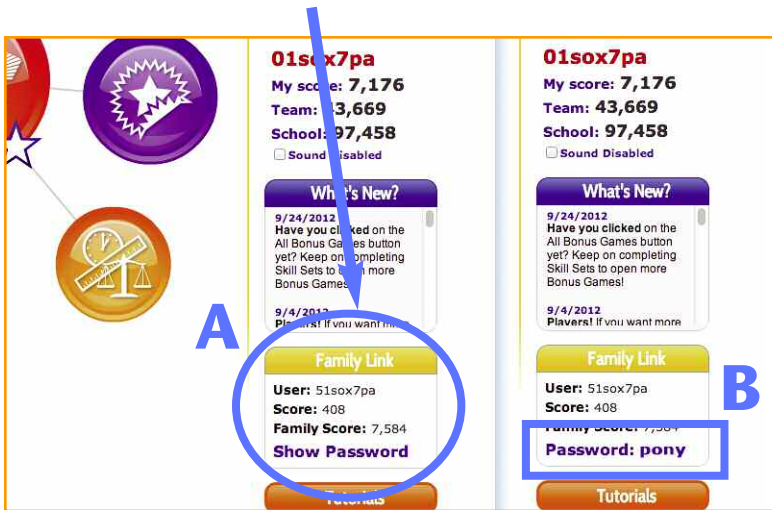 01sox7pa
My score: 7,176
Team: 43,669
School: 97,458
Sound Disabled
What's New?
9/24/2012
Have you clicked on the
All Bonus Games button
yet? Keep on completing
Skill Sets to open more
Bonus Games!
9/4/2012
Players! If you want more
A
Family Link
User: 51sox7pa
Score: 408
Family Score: 7,584
Show Password
Tutorials
01sox7pa
My score: 7,176
Team: 43,669
School: 97,458
Sound Disabled
What's New?
9/24/2012
Have you clicked on the
All Bonus Games button
yet? Keep on completing
Skill Sets to open more
Bonus Games!
9/4/2012
Players! If you want more
Family Link
B
User: 51sox7pa
Score: 408
Family Score: 7,584
Password: pony
Tutorials